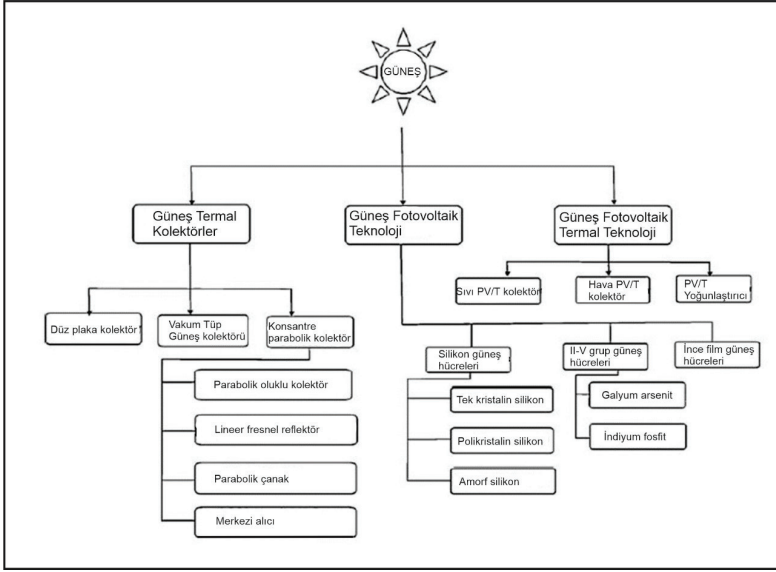 GÜNEŞ
Güneş Termal
Kolektörler
Güneş Fotovoltaik
Teknoloji
Güneş Fotovoltaik
Termal Teknoloji
Düz plaka kolektör
Vakum Tüp
Güneş kolektörü
Konsantre
parabolik kolektör
Parabolik oluklu kolektör
Lineer fresnel reflektör
Parabolik çanak
Merkezi alıcı
Sıvı PV/T kolektör
Hava PV/T
kolektör
PV/T
Yoğunlaştırıcı
Silikon güneş
hücreleri
II-V grup güneş
hücreleri
İnce film güneş
hücreleri
Tek kristalin silikon
Polikristalin silikon
Amorf silikon
Galyum arsenit
İndiyum fosfit